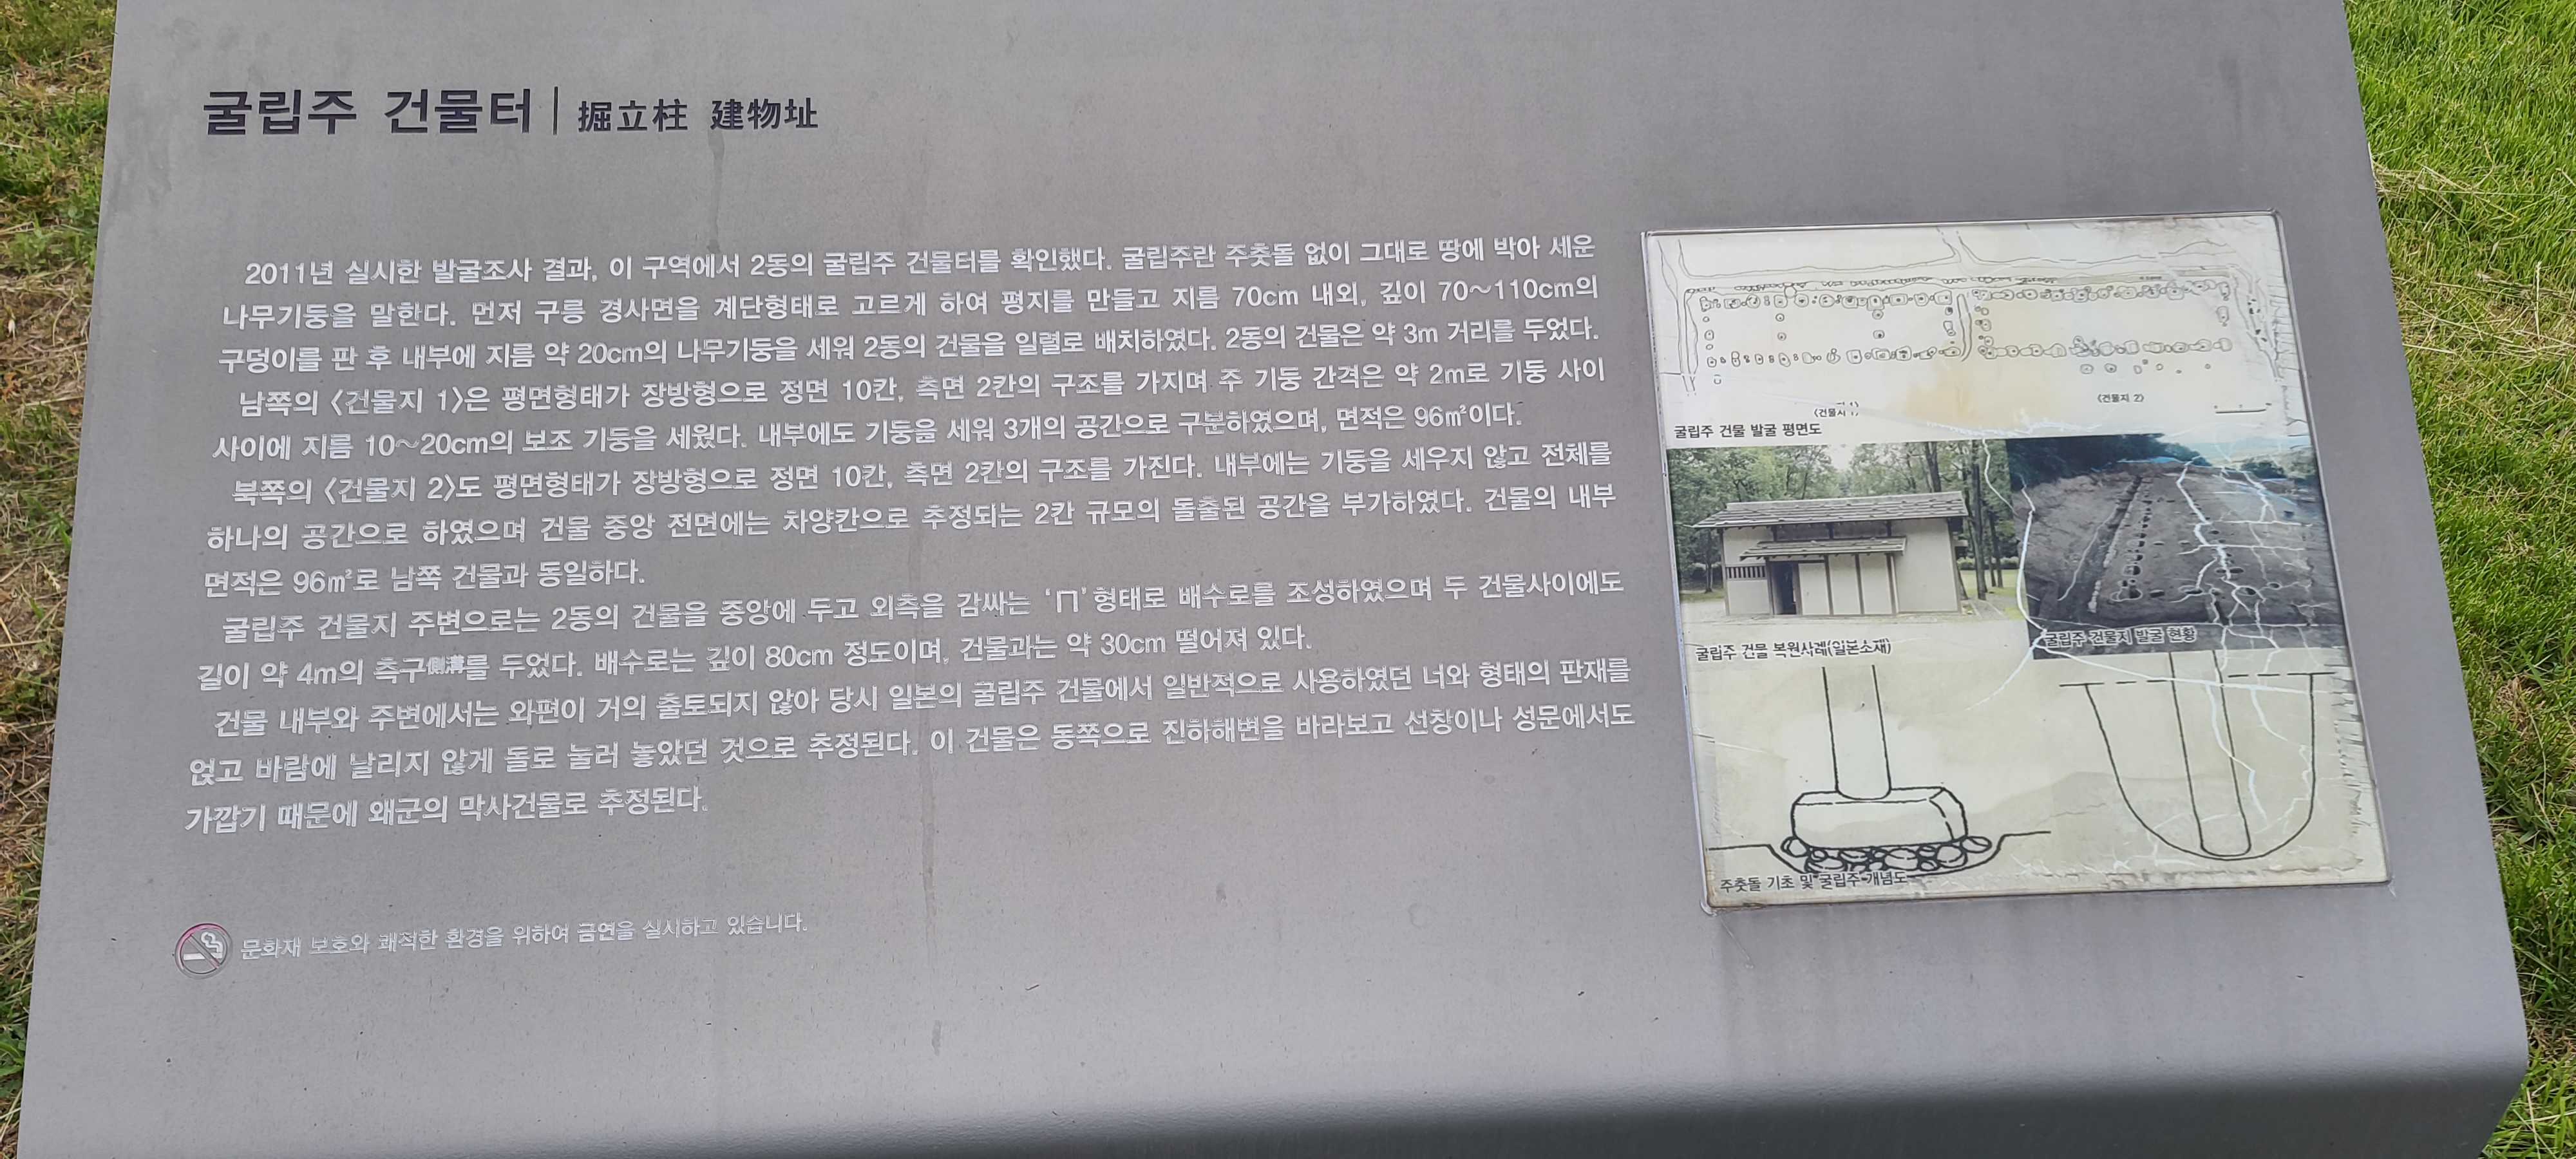 굴립주 건물터 | 掘立柱 建物址
2011년 실시한 발굴조사 결과, 이 구역에서 2동의 굴립주 건물터를 확인했다. 굴립주란 주춧돌 없이 그대로 땅에 박아 세운
나무기둥을 말한다. 먼저 구릉 경사면을 계단형태로 고르게 하여 평지를 만들고 지름 70cm 내외, 깊이 70~110cm의
구덩이를 판 후 내부에 지름 약 20cm의 나무기둥을 세워 2동의 건물을 일렬로 배치하였다. 2동의 건물은 약 3m 거리를 두었다.
남쪽의 〈건물지 1〉은 평면형태가 장방형으로 정면 10칸, 측면 2칸의 구조를 가지며 주 기둥 간격은 약 2m로 기둥 사이
사이에 지름 10~20cm의 보조 기둥을 세웠다. 내부에도 기둥을 세워 3개의 공간으로 구분하였으며, 면적은 96㎡이다.
북쪽의 〈건물지 2〉도 평면형태가 장방형으로 정면 10칸, 측면 2칸의 구조를 가진다. 내부에는 기둥을 세우지 않고 전체를
하나의 공간으로 하였으며 건물 중앙 전면에는 차양칸으로 추정되는 2칸 규모의 돌출된 공간을 부가하였다. 건물의 내부
면적은 96㎡로 남쪽 건물과 동일하다.
굴립주 건물지 주변으로는 2동의 건물을 중앙에 두고 외측을 감싸는 ‘ㄇ’ 형태로 배수로를 조성하였으며 두 건물사이에도
길이 약 4m의 측구側溝를 두었다. 배수로는 깊이 80cm 정도이며, 건물과는 약 30cm 떨어져 있다.
건물 내부와 주변에서는 와편이 거의 출토되지 않아 당시 일본의 굴립주 건물에서 일반적으로 사용하였던 너와 형태의 판재를
얹고 바람에 날리지 않게 돌로 눌러 놓았던 것으로 추정된다. 이 건물은 동쪽으로 진하해변을 바라보고 선창이나 성문에서도
가깝기 때문에 왜군의 막사건물로 추정된다.
문화재 보호와 쾌적한 환경을 위하여 금연을 실시하고 있습니다.
〈건물지 1〉
〈건물지 2〉
굴립주 건물 발굴 평면도
굴립주 건물 복원사례(일본소재)
굴립주 건물지 발굴 현황
주춧돌 기초 및 굴립주 개념도